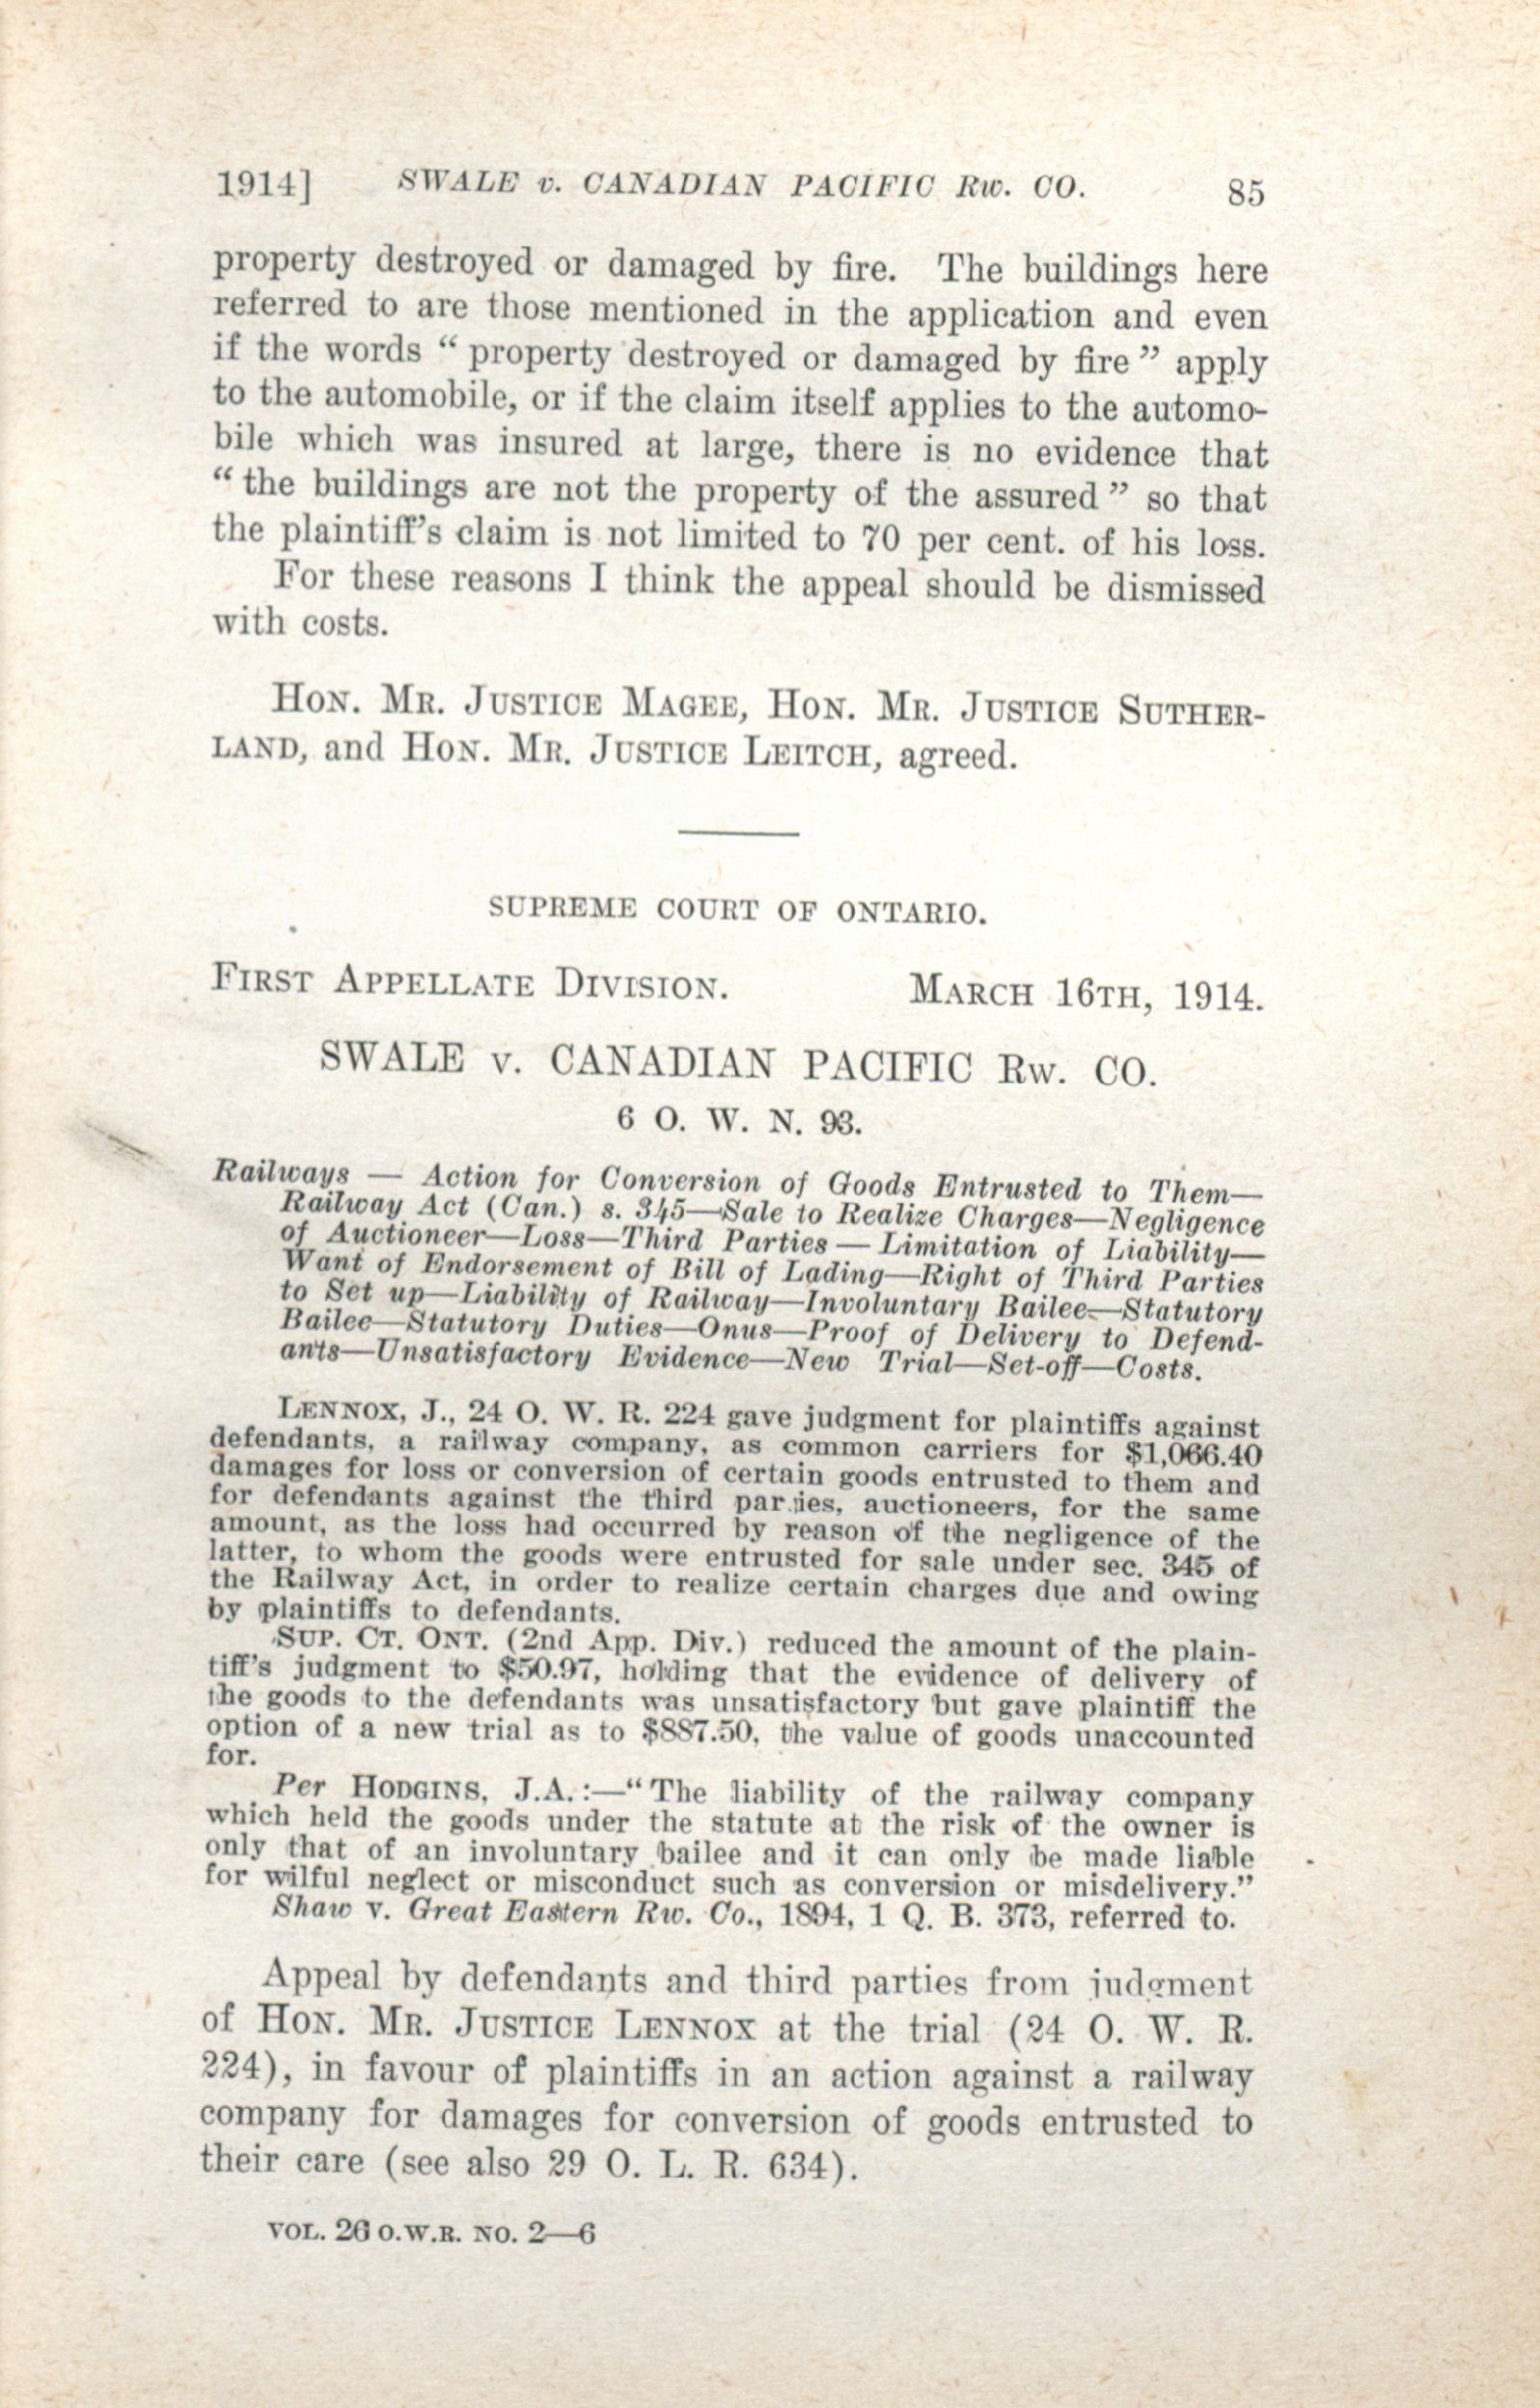 1914] SWALE v. CANADIAN PACIFIC Rw. CO. 85
property destroyed or damaged by fire. The buildings here
referred to are those mentioned in the application and even
if the words “ property destroyed or damaged by fire ” apply
to the automobile, or if the claim itself applies to the automo-
bile which was insured at large, there is no evidence that
“ the buildings are not the property of the assured ” so that
the plaintiff’s claim is not limited to 70 per cent. of his loss.
For these reasons I think the appeal should be dismissed
with costs.
HON. MR. JUSTICE MAGEE, HON. MR. JUSTICE SUTHER-
LAND, and HON. MR. JUSTICE LEITCH, agreed.
SUPREME COURT OF ONTARIO.
FIRST APPELLATE DIVISION. MARCH 16TH, 1914.
SWALE v. CANADIAN PACIFIC Rw. CO.
6 O. W. N. 93.
Railways — Action for Conversion of Goods Entrusted to Them—
Railway Act (Can.) s. 345—Sale to Realize Charges—Negligence
of Auctioneer—Loss—Third Parties — Limitation of Liability—
Want of Endorsement of Bill of Lading—Right of Third Parties
to Set up—Liability of Railway—Involuntary Bailee—Statutory
Bailee—Statutory Duties—Onus—Proof of Delivery to Defend-
ants—Unsatisfactory Evidence—New Trial—Set-off—Costs.
LENNOX, J., 24 O. W. R. 224 gave judgment for plaintiffs against
defendants, a railway company, as common carriers for $1,066.40
damages for loss or conversion of certain goods entrusted to them and
for defendants against the third parties, auctioneers, for the same
amount, as the loss had occurred by reason of the negligence of the
latter, to whom the goods were entrusted for sale under sec. 345 of
the Railway Act, in order to realize certain charges due and owing
by plaintiffs to defendants.
SUP. CT. ONT. (2nd App. Div.) reduced the amount of the plain-
tiff’s judgment to $50.97, holding that the evidence of delivery of
the goods to the defendants was unsatisfactory but gave plaintiff the
option of a new trial as to $887.50, the value of goods unaccounted
for.
Per HODGINS, J.A.:—“ The liability of the railway company
which held the goods under the statute at the risk of the owner is
only that of an involuntary bailee and it can only be made liable
for wilful neglect or misconduct such as conversion or misdelivery.”
Shaw v. Great Eastern Rw. Co., 1894, 1 Q. B. 373, referred to.
Appeal by defendants and third parties from judgment
of HON. MR. JUSTICE LENNOX at the trial (24 O. W. R.
224), in favour of plaintiffs in an action against a railway
company for damages for conversion of goods entrusted to
their care (see also 29 O. L. R. 634).
VOL. 26 O.W.R. NO. 2—6